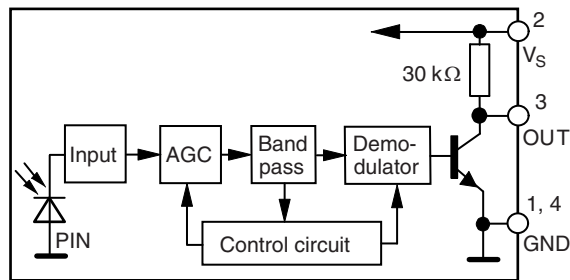 2
V_S
30 kΩ
3
OUT
Input
AGC
Band
pass
Demo-
dulator
1, 4
GND
PIN
Control circuit